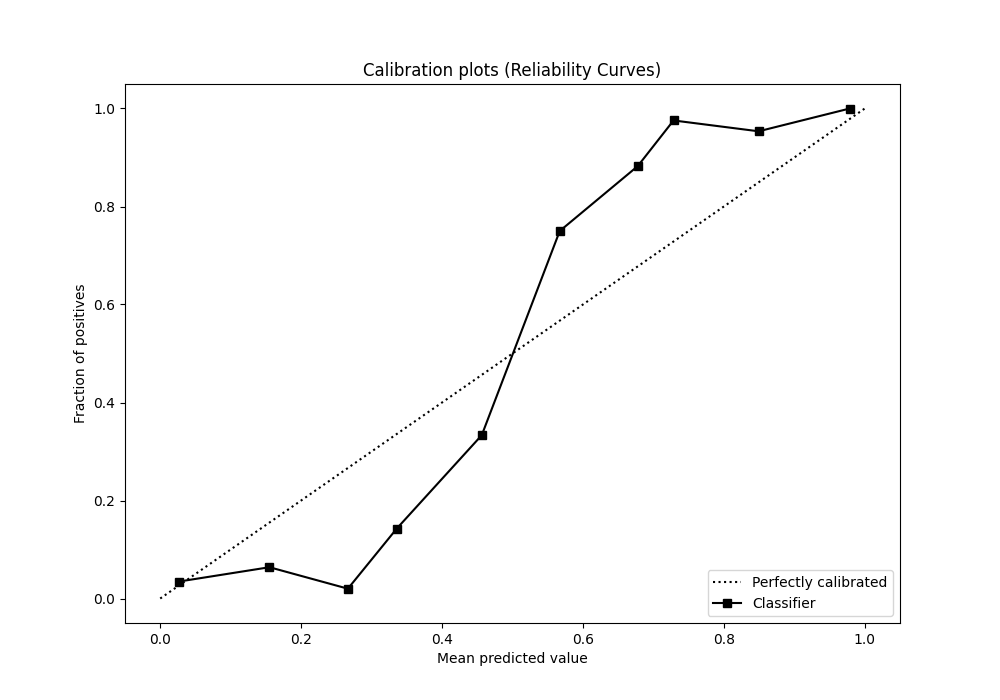 Calibration plots (Reliability Curves)
1.0
0.8
0.6
0.4
0.2
0.0
Fraction of positives
0.0 0.2 0.4 0.6 0.8 1.0
Mean predicted value
Perfectly calibrated
Classifier